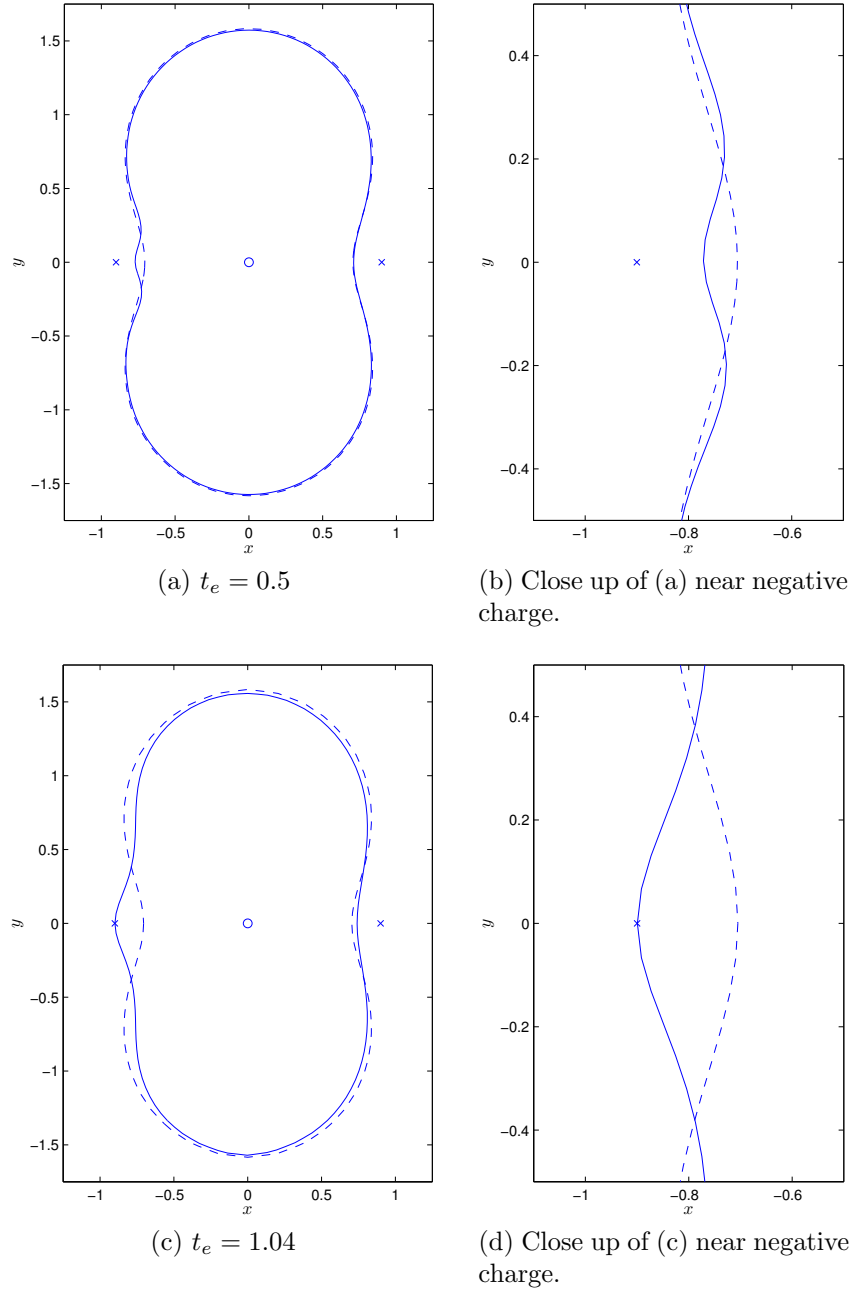 1.5
1
0.5
0
−0.5
−1
−1.5
y
−1 −0.5 0 0.5 1
x
(a) t_e = 0.5
0.4
0.2
0
−0.2
−0.4
y
−1 −0.8 −0.6
x
(b) Close up of (a) near negative
charge.
1.5
1
0.5
0
−0.5
−1
−1.5
y
−1 −0.5 0 0.5 1
x
(c) t_e = 1.04
0.4
0.2
0
−0.2
−0.4
y
−1 −0.8 −0.6
x
(d) Close up of (c) near negative
charge.